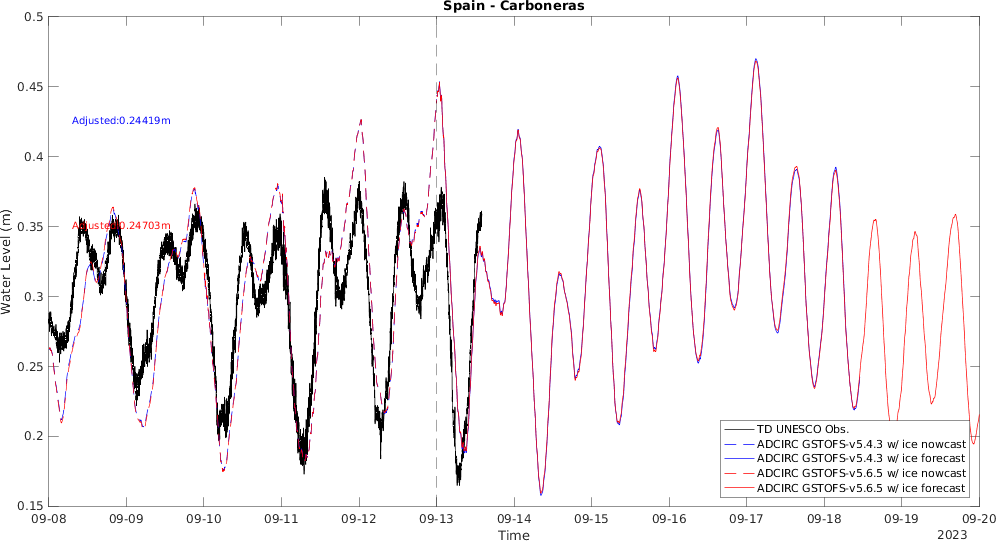 Spain - Carboneras
0.5
0.45
0.4
0.35
0.3
0.25
0.2
0.15
Water Level (m)
Adjusted:0.24419m
Adjusted:0.24703m
TD UNESCO Obs.
ADCIRC GSTOFS-v5.4.3 w/ ice nowcast
ADCIRC GSTOFS-v5.4.3 w/ ice forecast
ADCIRC GSTOFS-v5.6.5 w/ ice nowcast
ADCIRC GSTOFS-v5.6.5 w/ ice forecast
09-08 09-09 09-10 09-11 09-12 09-13 09-14 09-15 09-16 09-17 09-18 09-19 09-20
Time
2023